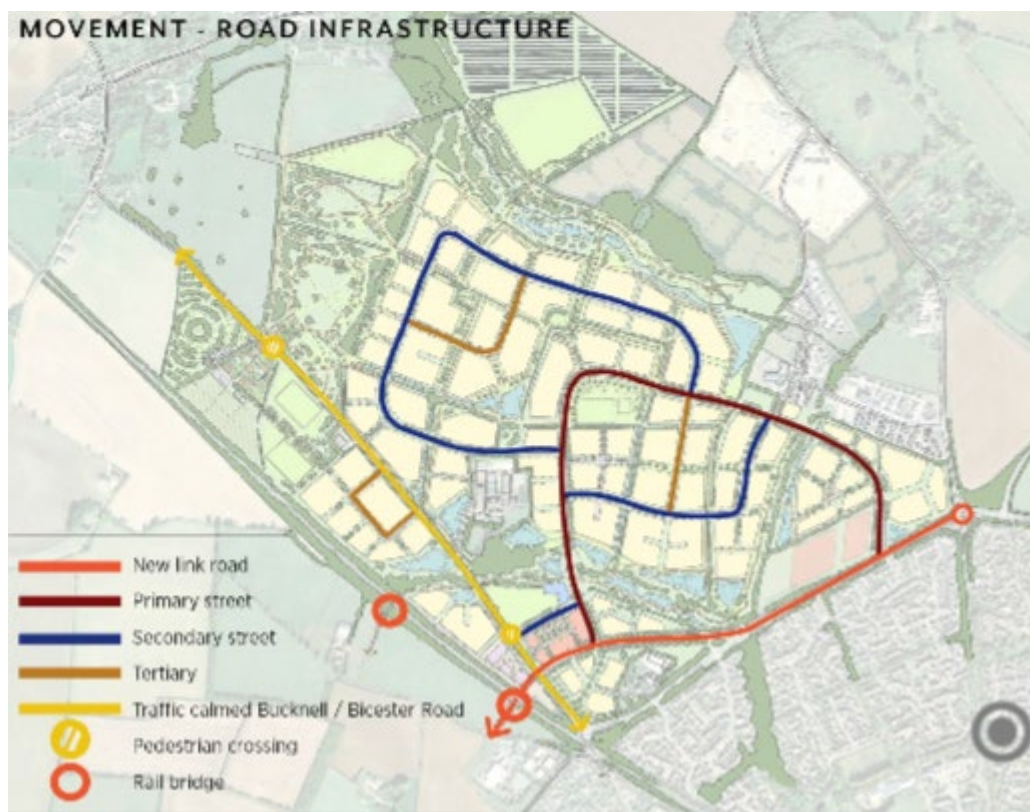 MOVEMENT - ROAD INFRASTRUCTURE
New link road
Primary street
Secondary street
Tertiary
Traffic calmed Bucknell / Bicester Road
Pedestrian crossing
Rail bridge